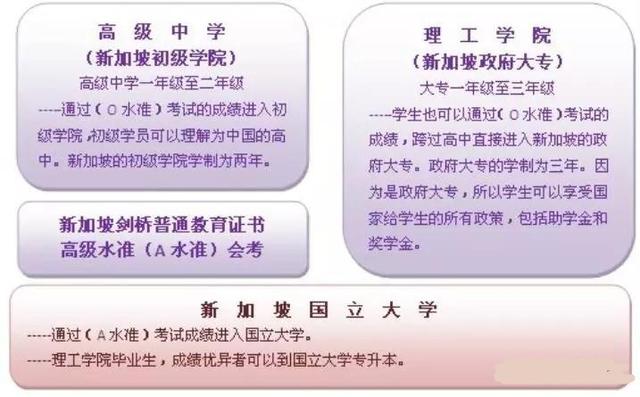 高级中学
（新加坡初级学院）
高级中学一年级至二年级
----通过（O水准）考试的成绩进入初
级学院，初级学员可以理解为中国的高
中。新加坡的初级学院学制为两年。
新加坡剑桥普通教育证书
高级水准（A水准）会考
理工学院
（新加坡政府大专）
大专一年级至三年级
----学生也可以通过（O水准）考试的
成绩，跨过高中直接进入新加坡的政
府大专。政府大专的学制为三年。因
为是政府大专，所以学生可以享受国
家给学生的所有政策，包括助学金和
奖学金。
新加坡国立大学
-----通过（A水准）考试成绩进入国立大学。
-----理工学院毕业生，成绩优异者可以到国立大学专升本。